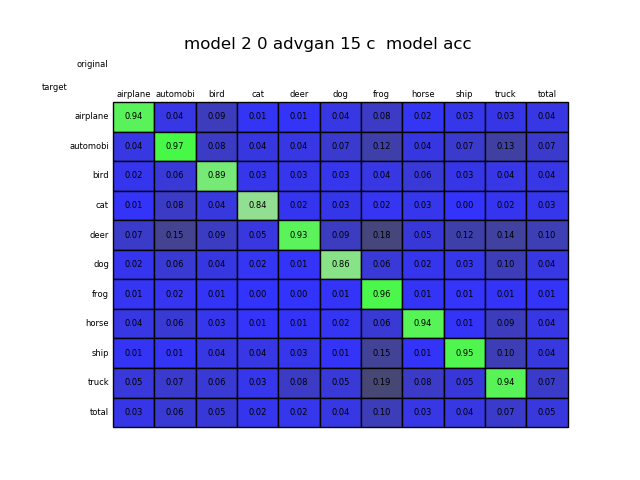 model 2 0 advgan 15 c  model acc
original
target
airplane automobi bird cat deer dog frog horse ship truck total
airplane 0.94 0.04 0.09 0.01 0.01 0.04 0.08 0.02 0.03 0.03 0.04
automobi 0.04 0.97 0.08 0.04 0.04 0.07 0.12 0.04 0.07 0.13 0.07
bird 0.02 0.06 0.89 0.03 0.03 0.03 0.04 0.06 0.03 0.04 0.04
cat 0.01 0.08 0.04 0.84 0.02 0.03 0.02 0.03 0.00 0.02 0.03
deer 0.07 0.15 0.09 0.05 0.93 0.09 0.18 0.05 0.12 0.14 0.10
dog 0.02 0.06 0.04 0.02 0.01 0.86 0.06 0.02 0.03 0.10 0.04
frog 0.01 0.02 0.01 0.00 0.00 0.01 0.96 0.01 0.01 0.01 0.01
horse 0.04 0.06 0.03 0.01 0.01 0.02 0.06 0.94 0.01 0.09 0.04
ship 0.01 0.01 0.04 0.04 0.03 0.01 0.15 0.01 0.95 0.10 0.04
truck 0.05 0.07 0.06 0.03 0.08 0.05 0.19 0.08 0.05 0.94 0.07
total 0.03 0.06 0.05 0.02 0.02 0.04 0.10 0.03 0.04 0.07 0.05